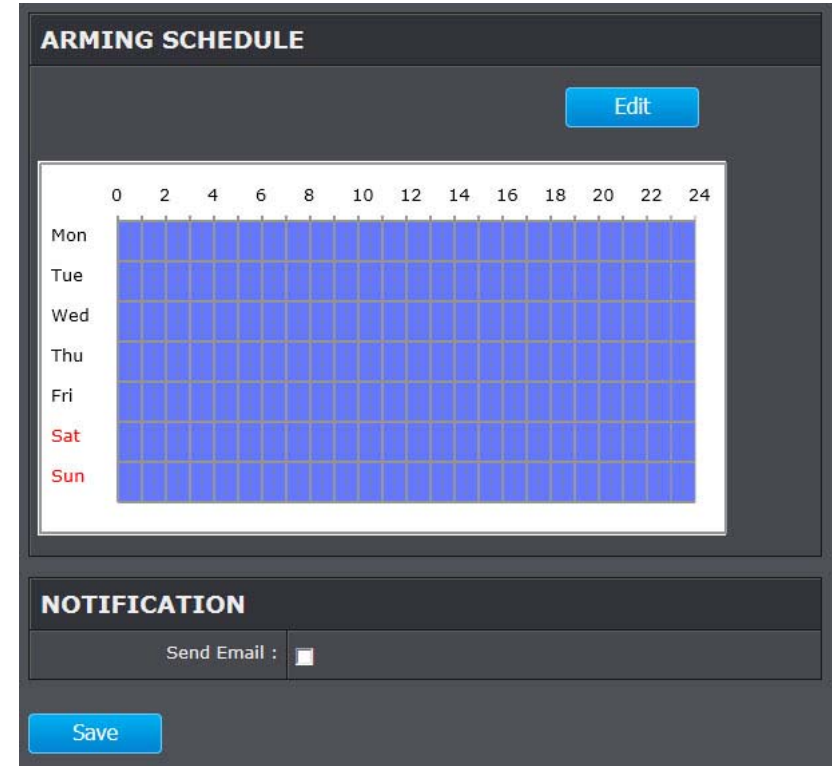 ARMING SCHEDULE
Edit
0 2 4 6 8 10 12 14 16 18 20 22 24
Mon
Tue
Wed
Thu
Fri
Sat
Sun
NOTIFICATION
Send Email :
Save